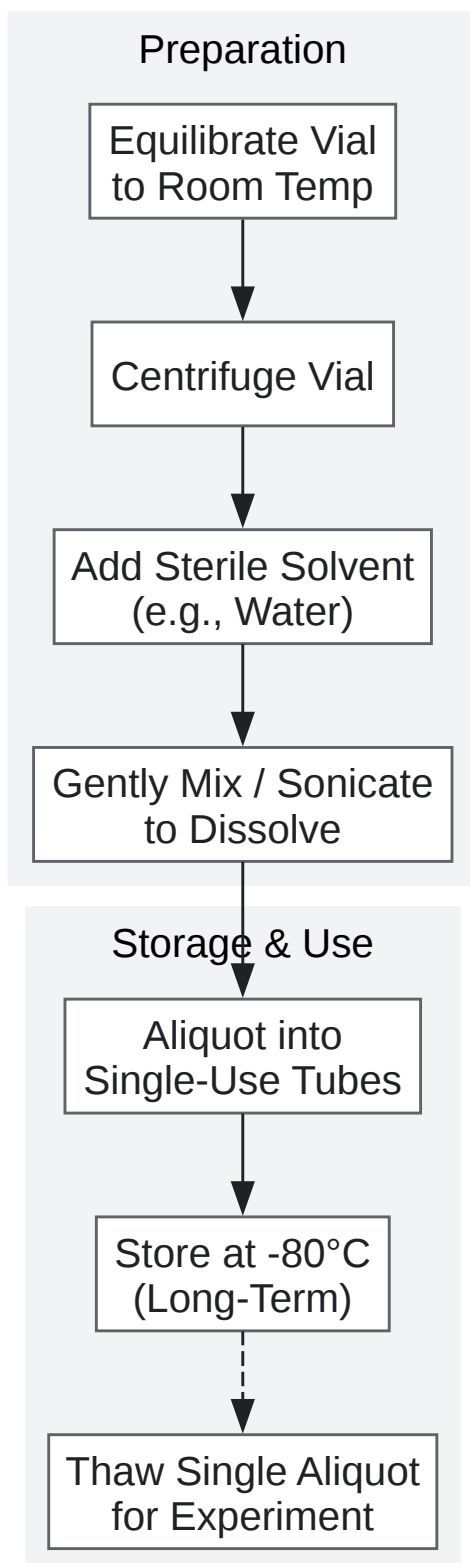 Preparation
Equilibrate Vial
to Room Temp
Centrifuge Vial
Add Sterile Solvent
(e.g., Water)
Gently Mix / Sonicate
to Dissolve
Storage & Use
Aliquot into
Single-Use Tubes
Store at -80°C
(Long-Term)
Thaw Single Aliquot
for Experiment